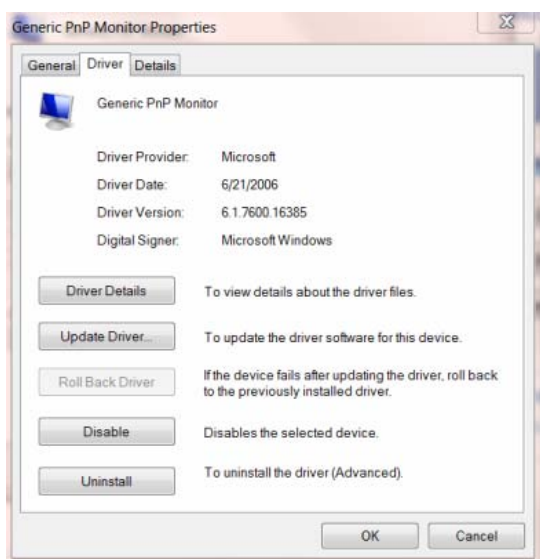 Generic PnP Monitor Properties
General Driver Details
Generic PnP Monitor
Driver Provider: Microsoft
Driver Date: 6/21/2006
Driver Version: 6.1.7600.16385
Digital Signer: Microsoft Windows
Driver Details To view details about the driver files.
Update Driver... To update the driver software for this device.
Roll Back Driver If the device fails after updating the driver, roll back
to the previously installed driver.
Disable Disables the selected device.
Uninstall To uninstall the driver (Advanced).
OK Cancel